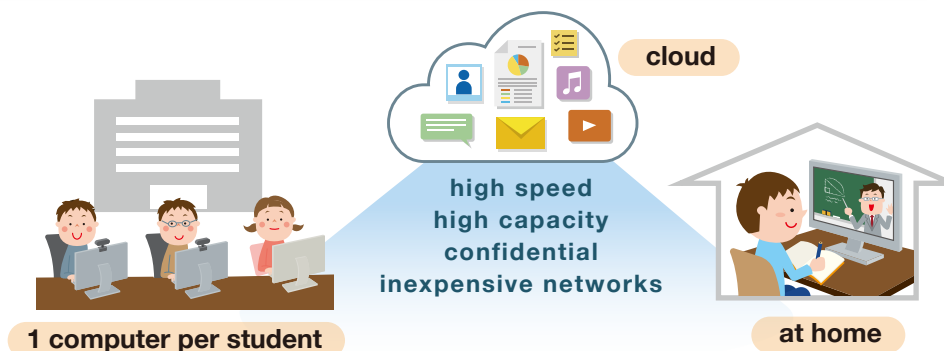 cloud
high speed
high capacity
confidential
inexpensive networks
1 computer per student
at home